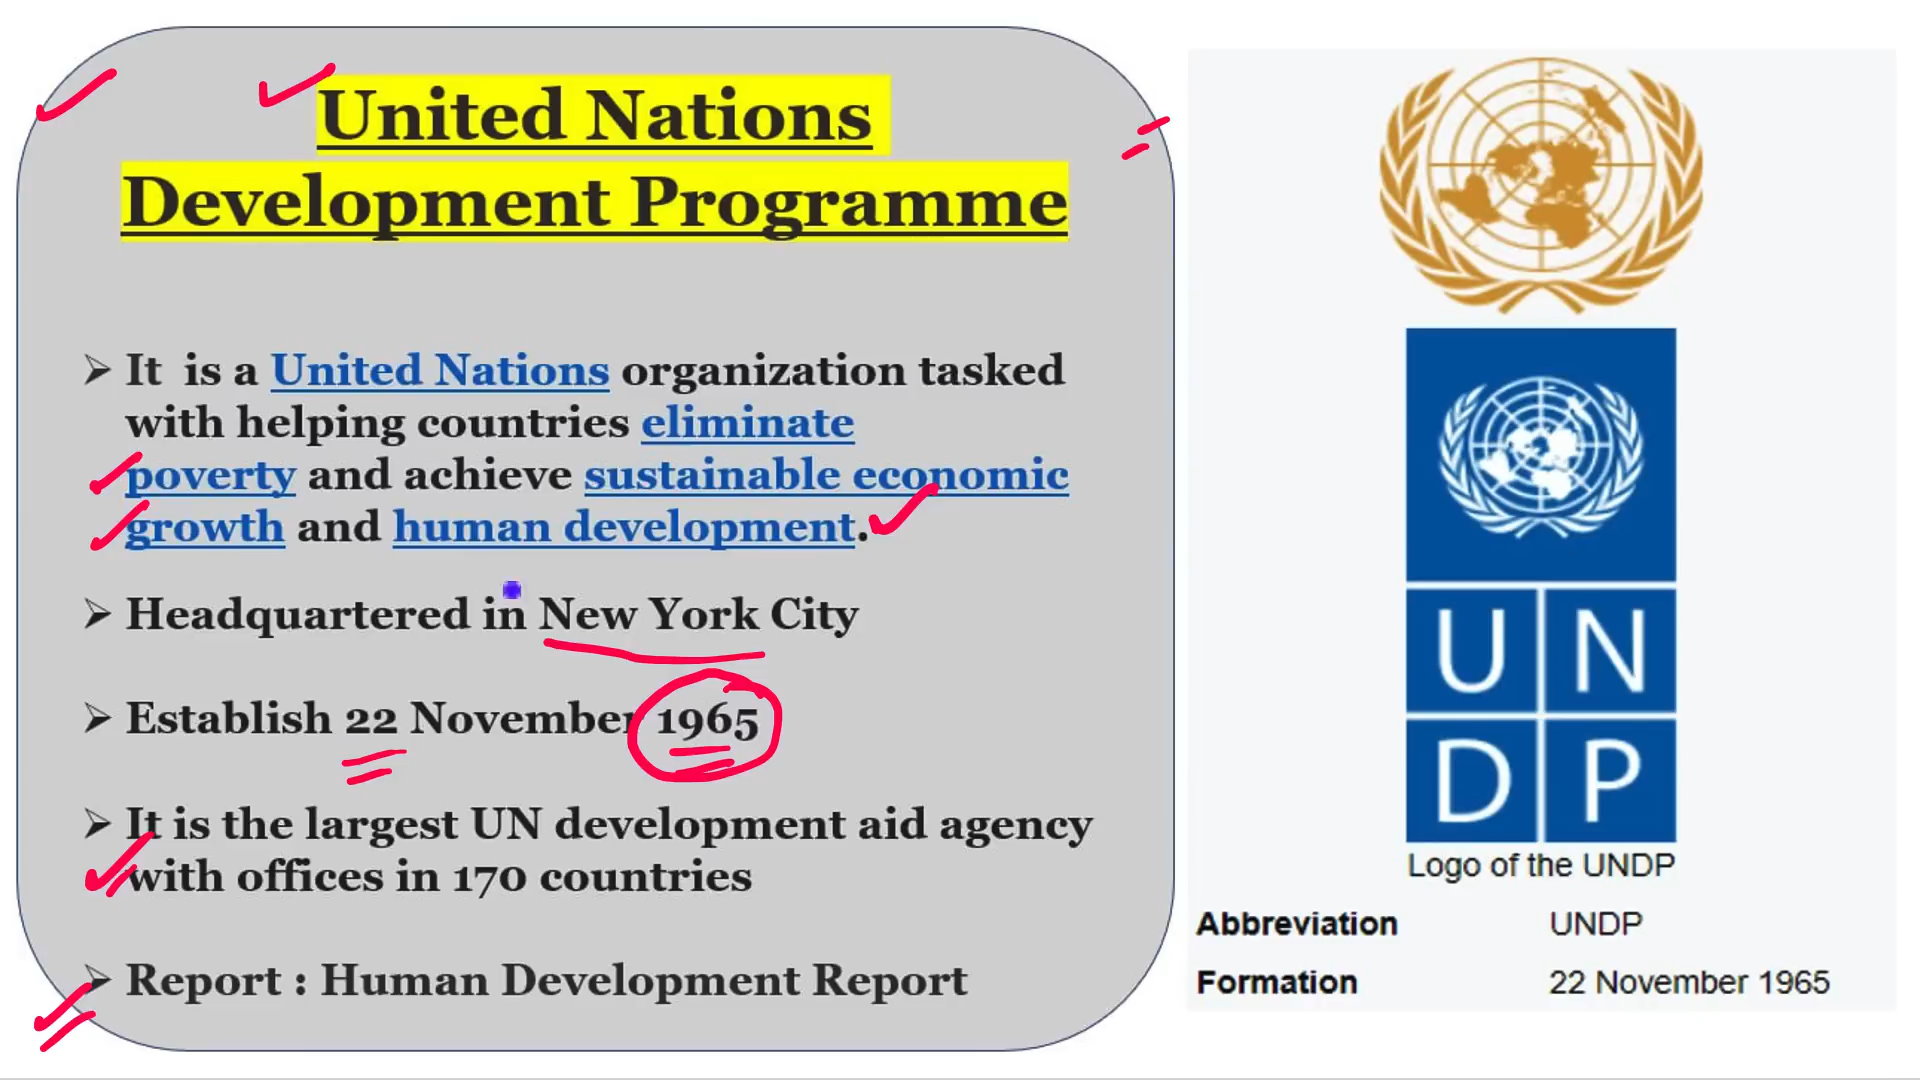 United Nations
Development Programme
➢ It is a United Nations organization tasked
with helping countries eliminate
poverty and achieve sustainable economic
growth and human development.
➢ Headquartered in New York City
➢ Establish 22 November 1965
➢ It is the largest UN development aid agency
with offices in 170 countries
➢ Report : Human Development Report
U N
D P
Logo of the UNDP
Abbreviation UNDP
Formation 22 November 1965